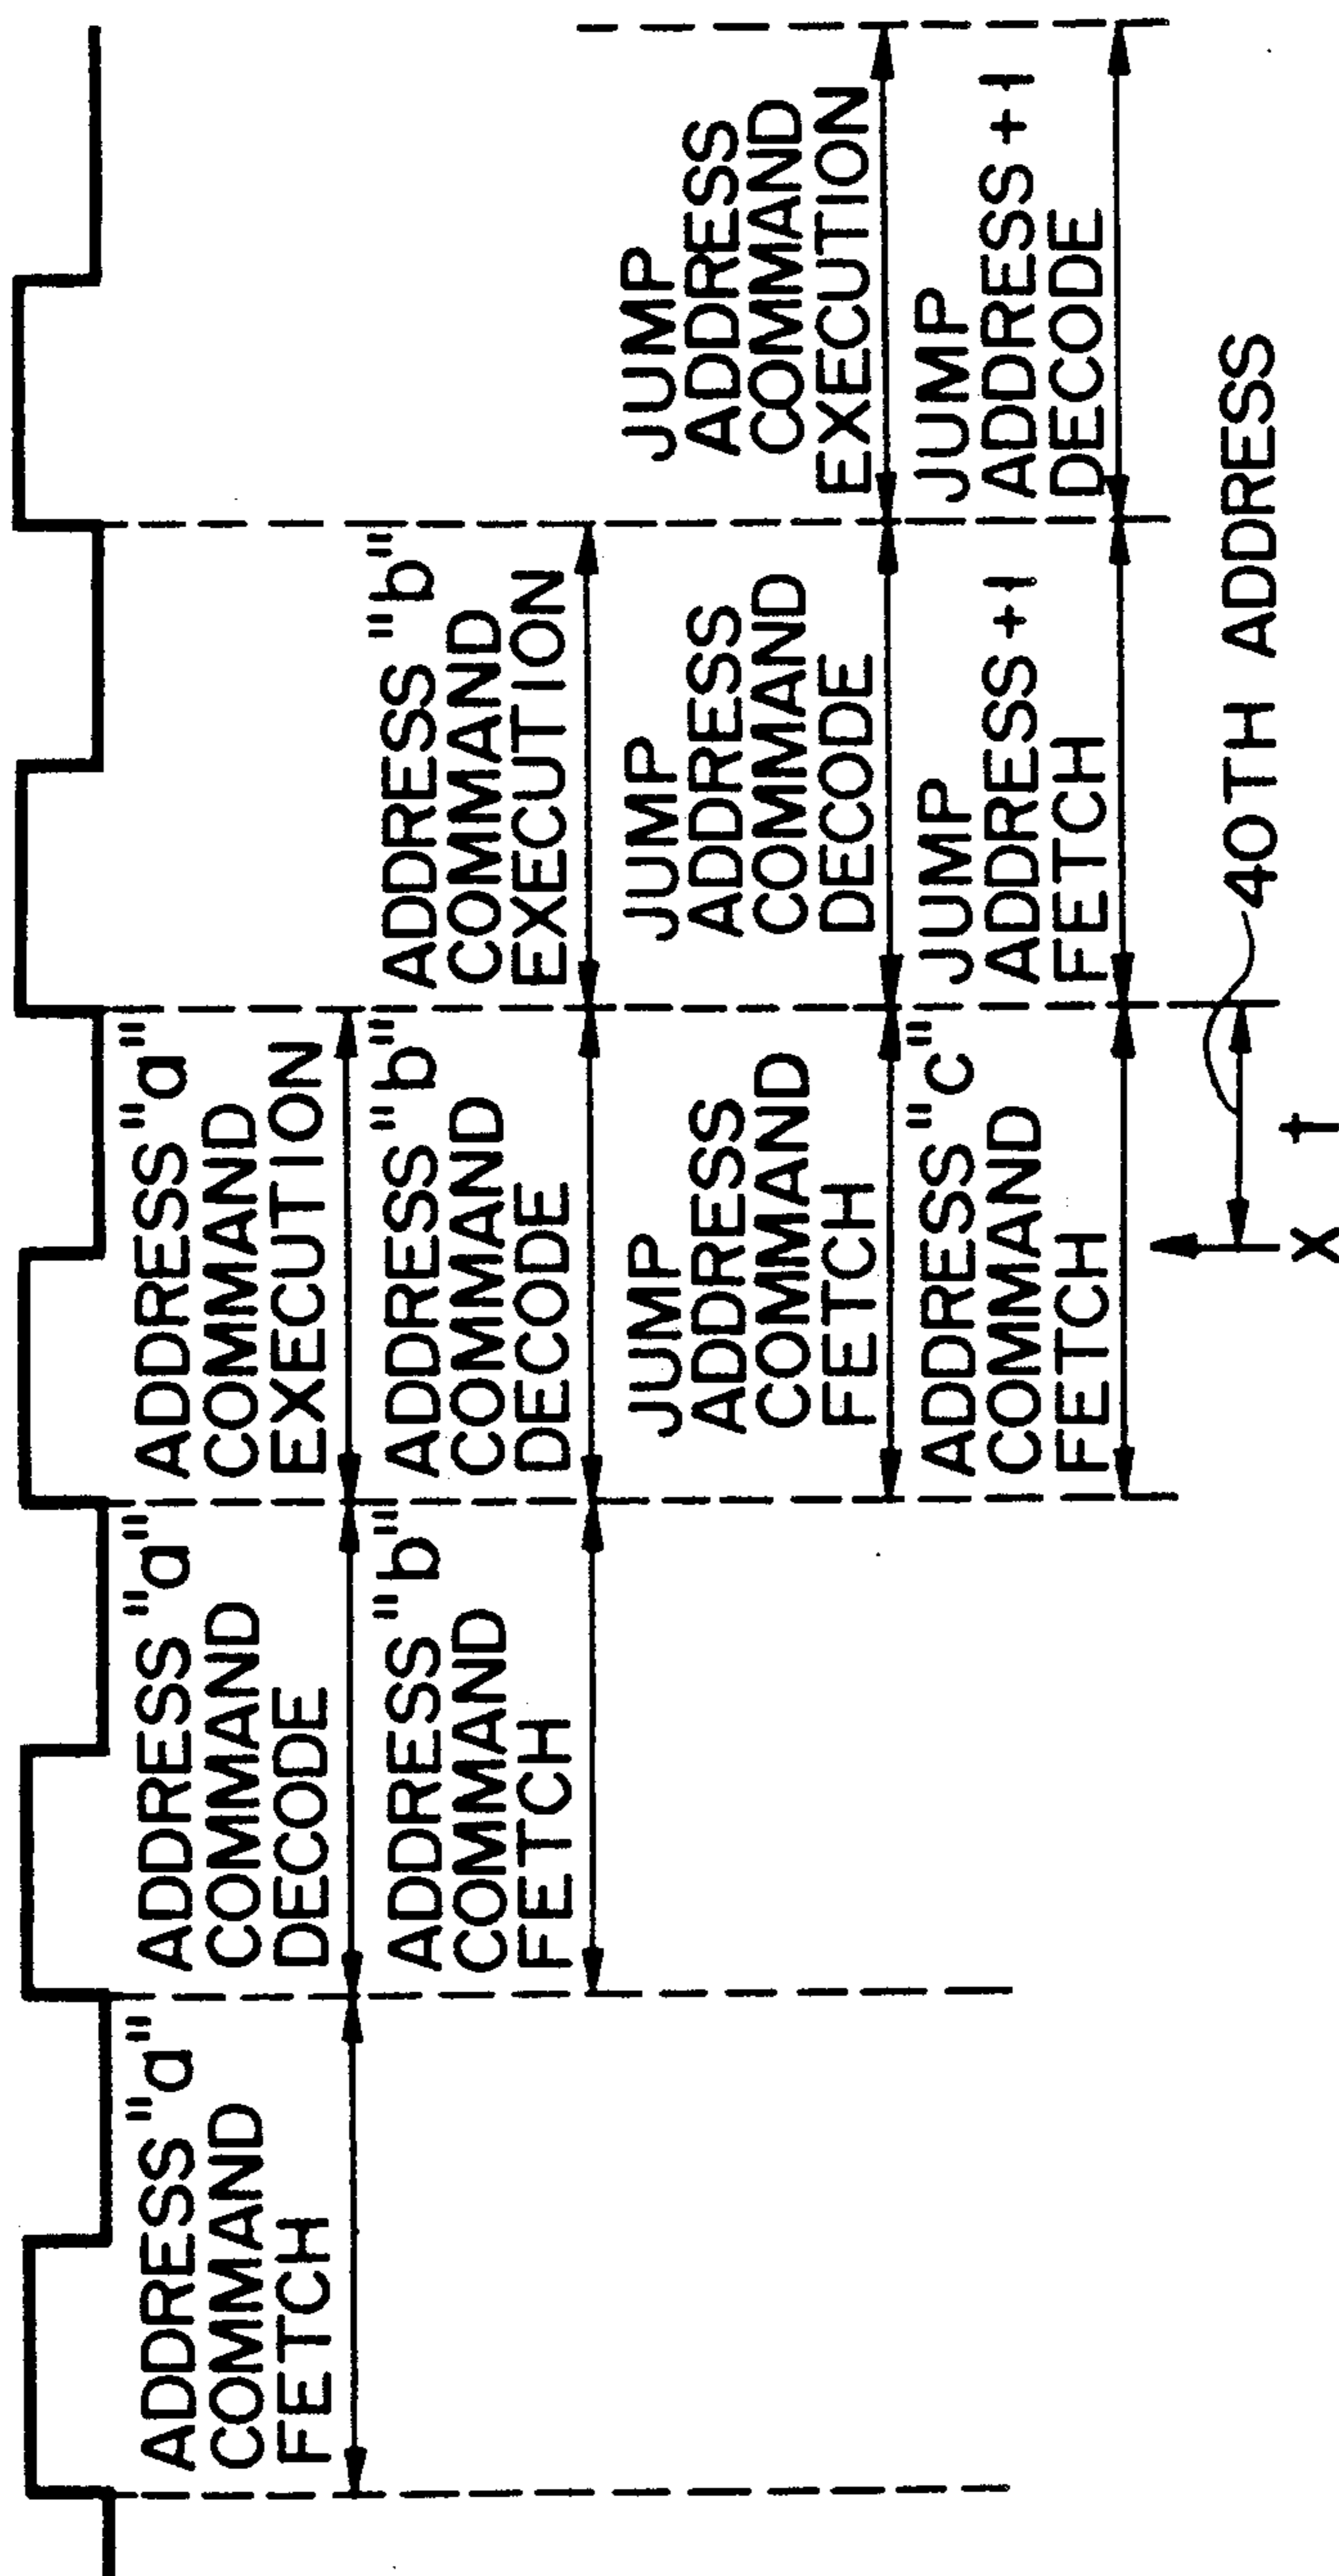 ADDRESS "a"
COMMAND
FETCH
ADDRESS "a"
COMMAND
DECODE
ADDRESS "a"
COMMAND
EXECUTION
ADDRESS "b"
COMMAND
FETCH
ADDRESS "b"
COMMAND
DECODE
ADDRESS "b"
COMMAND
EXECUTION
JUMP
ADDRESS
COMMAND
FETCH
JUMP
ADDRESS
COMMAND
DECODE
JUMP
ADDRESS
COMMAND
EXECUTION
ADDRESS "c"
COMMAND
FETCH
JUMP
ADDRESS +1
FETCH
JUMP
ADDRESS +1
DECODE
40TH ADDRESS
X t